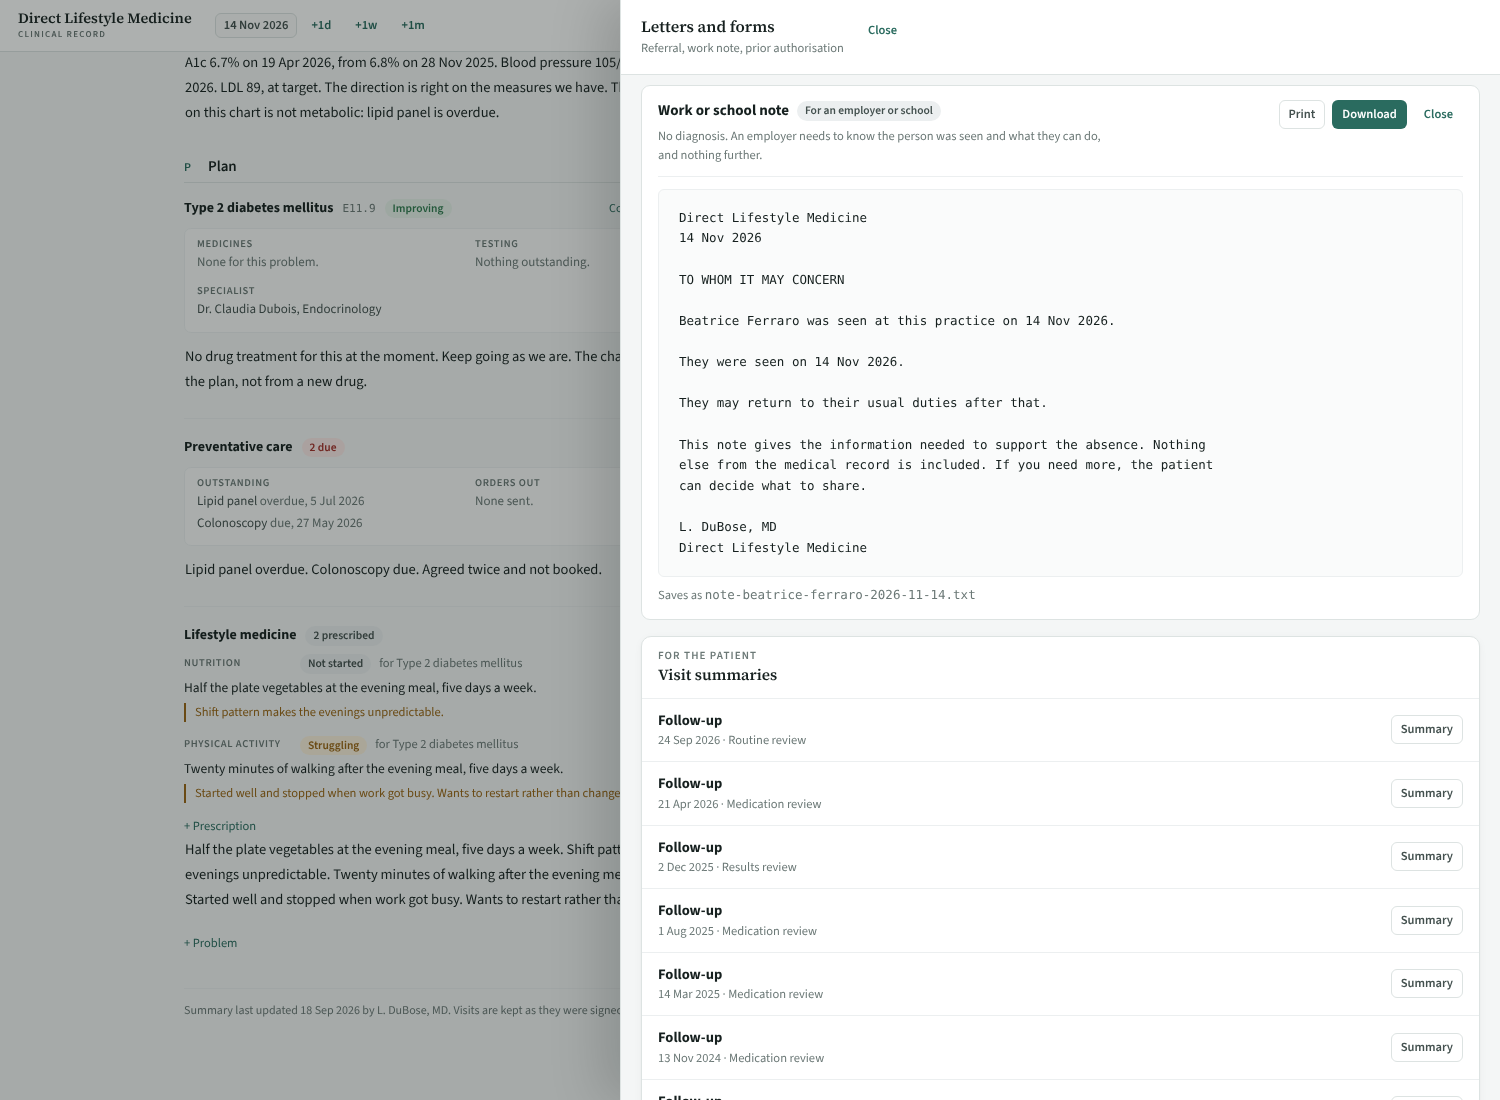 Direct Lifestyle Medicine
CLINICAL RECORD
14 Nov 2026 +1d +1w +1m
A1c 6.7% on 19 Apr 2026, from 6.8% on 28 Nov 2025. Blood pressure 105/
2026. LDL 89, at target. The direction is right on the measures we have.
on this chart is not metabolic: lipid panel is overdue.
P Plan
Type 2 diabetes mellitus E11.9 Improving
MEDICINES TESTING
None for this problem. Nothing outstanding.
SPECIALIST
Dr. Claudia Dubois, Endocrinology
No drug treatment for this at the moment. Keep going as we are. The
the plan, not from a new drug.
Preventative care 2 due
OUTSTANDING ORDERS OUT
Lipid panel overdue, 5 Jul 2026 None sent.
Colonoscopy due, 27 May 2026
Lipid panel overdue. Colonoscopy due. Agreed twice and not booked.
Lifestyle medicine 2 prescribed
NUTRITION Not started for Type 2 diabetes mellitus
Half the plate vegetables at the evening meal, five days a week.
Shift pattern makes the evenings unpredictable.
PHYSICAL ACTIVITY Struggling for Type 2 diabetes mellitus
Twenty minutes of walking after the evening meal, five days a week.
Started well and stopped when work got busy. Wants to restart rather than change
+ Prescription
Half the plate vegetables at the evening meal, five days a week. Shift
evenings unpredictable. Twenty minutes of walking after the evening
Started well and stopped when work got busy. Wants to restart rather
+ Problem
Summary last updated 18 Sep 2026 by L. DuBose, MD. Visits are kept as they were signed
Letters and forms
Referral, work note, prior authorisation
Close
Work or school note For an employer or school
Print Download Close
No diagnosis. An employer needs to know the person was seen and what they can do,
and nothing further.
Direct Lifestyle Medicine
14 Nov 2026
TO WHOM IT MAY CONCERN
Beatrice Ferraro was seen at this practice on 14 Nov 2026.
They were seen on 14 Nov 2026.
They may return to their usual duties after that.
This note gives the information needed to support the absence. Nothing
else from the medical record is included. If you need more, the patient
can decide what to share.
L. DuBose, MD
Direct Lifestyle Medicine
Saves as note-beatrice-ferraro-2026-11-14.txt
FOR THE PATIENT
Visit summaries
Follow-up
24 Sep 2026 · Routine review
Summary
Follow-up
21 Apr 2026 · Medication review
Summary
Follow-up
2 Dec 2025 · Results review
Summary
Follow-up
1 Aug 2025 · Medication review
Summary
Follow-up
14 Mar 2025 · Medication review
Summary
Follow-up
13 Nov 2024 · Medication review
Summary